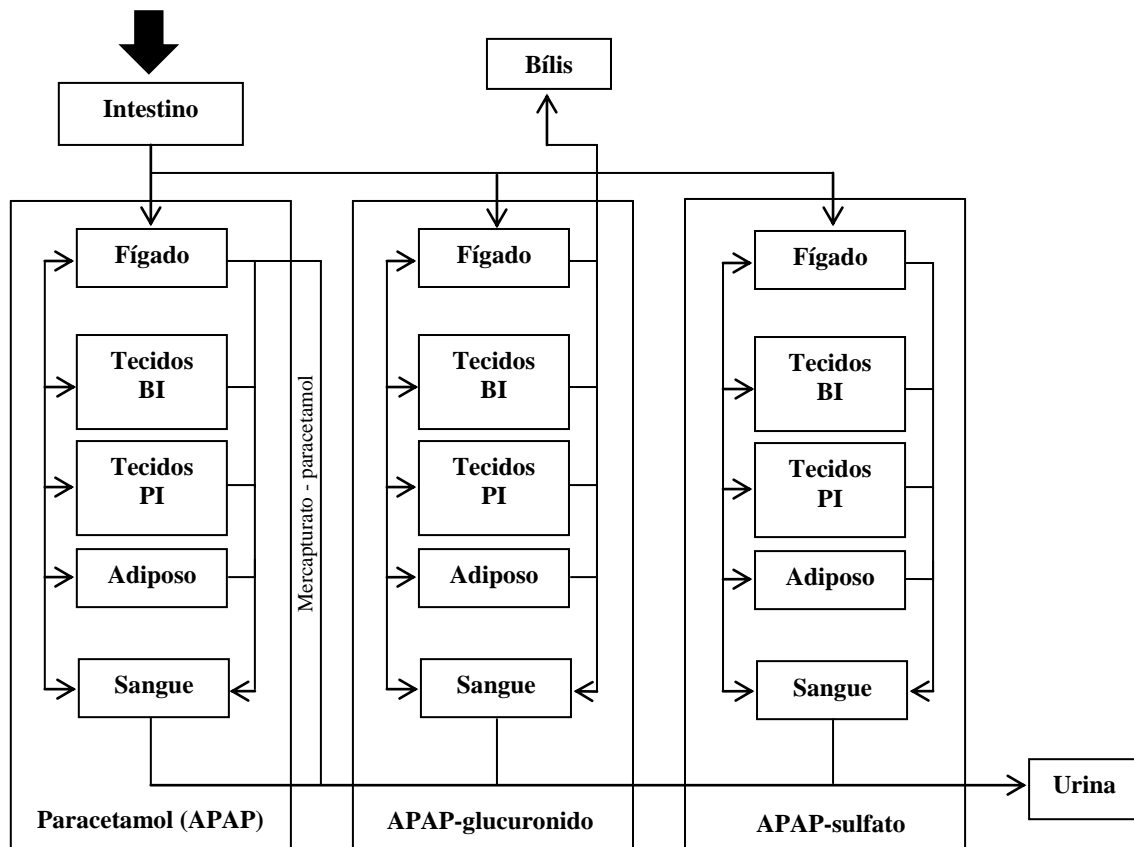 Intestino
Bílis
Fígado
Tecidos
BI
Tecidos
PI
Adiposo
Sangue
Mercapturato - paracetamol
Paracetamol (APAP)
Fígado
Tecidos
BI
Tecidos
PI
Adiposo
Sangue
APAP-glucuronido
Fígado
Tecidos
BI
Tecidos
PI
Adiposo
Sangue
APAP-sulfato
Urina